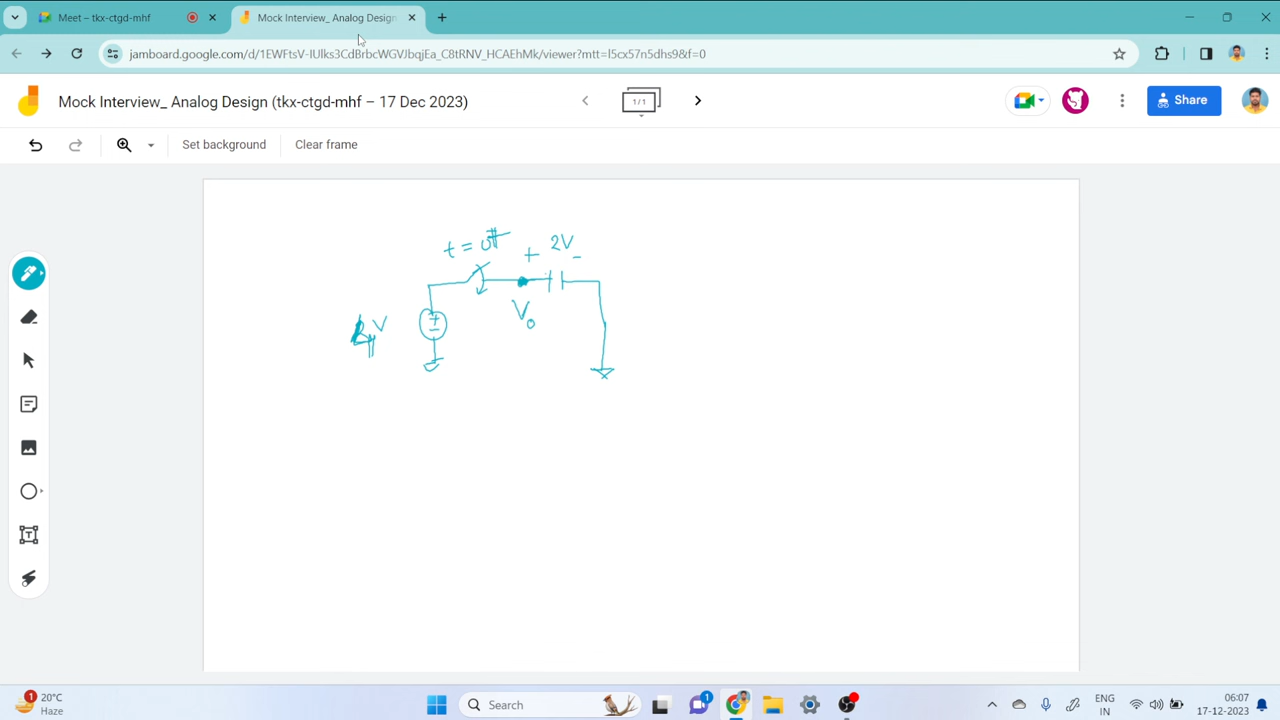 Meet – tkx-ctgd-mhf
Mock Interview_ Analog Design
jamboard.google.com/d/1EWFtsV-IUlks3CdBrbcWGVJbqjEa_C8tRNV_HCAEhMk/viewer?mtt=l5cx57n5dhs9&f=0
Mock Interview_ Analog Design (tkx-ctgd-mhf – 17 Dec 2023)
1/1
Share
Set background
Clear frame
t = 0+
+ 2V -
V
+
-
V0
T
1
20°C
Haze
Search
1
ENG
IN
06:07
17-12-2023